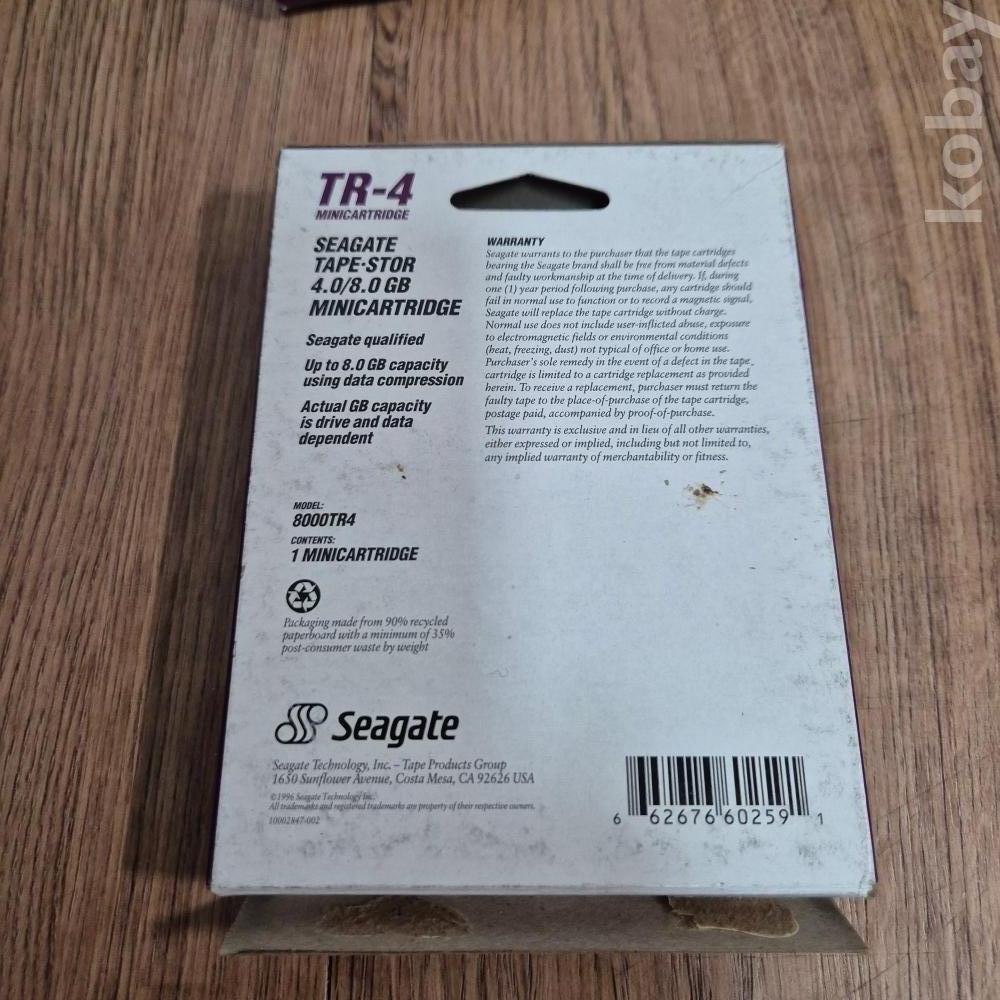 kobay
TR-4
MINICARTRIDGE
SEAGATE
TAPE-STOR
4.0/8.0 GB
MINICARTRIDGE
Seagate qualified
Up to 8.0 GB capacity
using data compression
Actual GB capacity
is drive and data
dependent
WARRANTY
Seagate warrants to the purchaser that the tape cartridges
bearing the Seagate brand shall be free from material defects
and faulty workmanship at the time of delivery. If, during
one (1) year period following purchase, any cartridge should
fail in normal use to function or to record a magnetic signal,
Seagate will replace the tape cartridge without charge.
Normal use does not include user-inflicted abuse, exposure
to electromagnetic fields or environmental conditions
(heat, freezing, dust) not typical of office or home use.
Purchaser's sole remedy in the event of a defect in the tape
cartridge is limited to a cartridge replacement as provided
herein. To receive a replacement, purchaser must return the
faulty tape to the place-of-purchase of the tape cartridge,
postage paid, accompanied by proof-of-purchase.
This warranty is exclusive and in lieu of all other warranties,
either expressed or implied, including but not limited to,
any implied warranty of merchantability or fitness.
MODEL:
8000TR4
CONTENTS:
1 MINICARTRIDGE
Packaging made from 90% recycled
paperboard with a minimum of 35%
post-consumer waste by weight
Seagate
Seagate Technology, Inc. – Tape Products Group
1650 Sunflower Avenue, Costa Mesa, CA 92626 USA
©1996 Seagate Technology Inc.
All trademarks and registered trademarks are property of their respective owners.
10002847-002
6 62676 60259 1